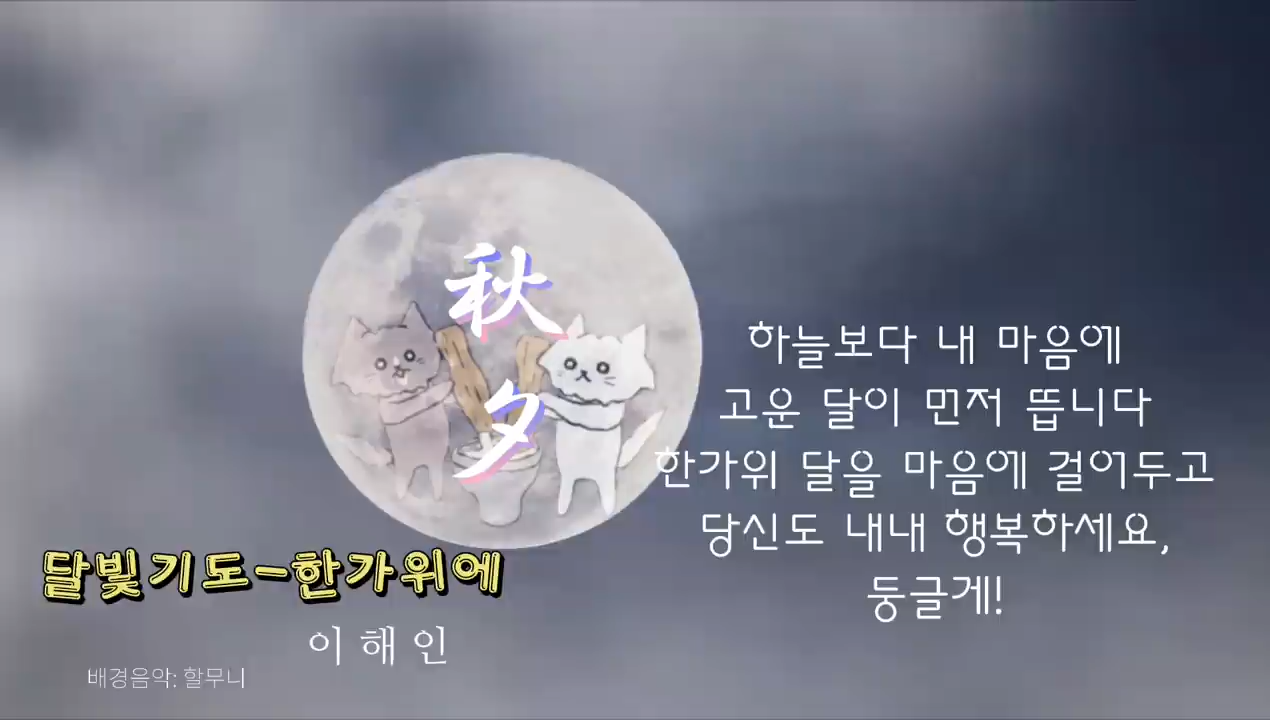 秋
夕
하늘보다 내 마음에
고운 달이 먼저 뜹니다
한가위 달을 마음에 걸어두고
당신도 내내 행복하세요,
둥글게!
달빛기도-한가위에
이해인
배경음악: 할무니